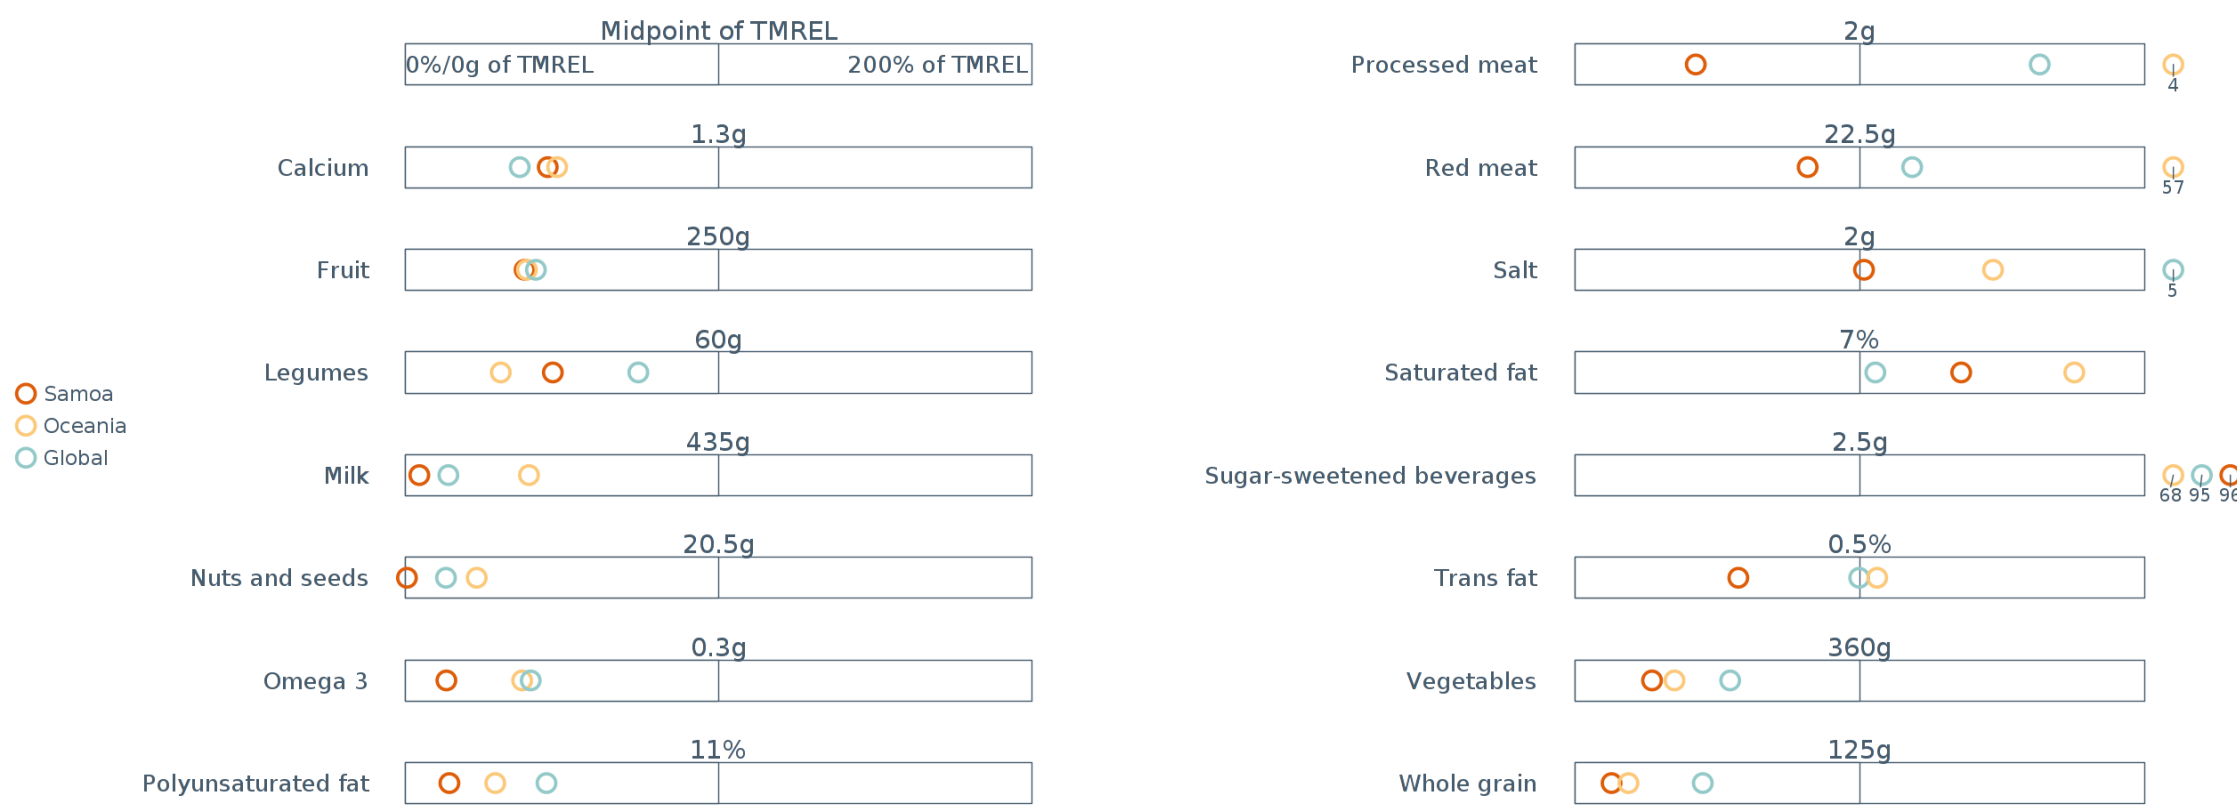 Midpoint of TMREL
0%/0g of TMREL 200% of TMREL
1.3g
Calcium
250g
Fruit
60g
Legumes
435g
Milk
20.5g
Nuts and seeds
0.3g
Omega 3
11%
Polyunsaturated fat
Samoa
Oceania
Global
2g
Processed meat
4
22.5g
Red meat
57
2g
Salt
5
7%
Saturated fat
2.5g
Sugar-sweetened beverages
68 95 96
0.5%
Trans fat
360g
Vegetables
125g
Whole grain